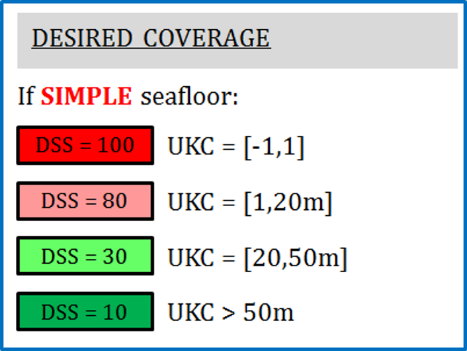 DESIRED COVERAGE
If SIMPLE seafloor:
DSS = 100 UKC = [-1,1]
DSS = 80 UKC = [1,20m]
DSS = 30 UKC = [20,50m]
DSS = 10 UKC > 50m